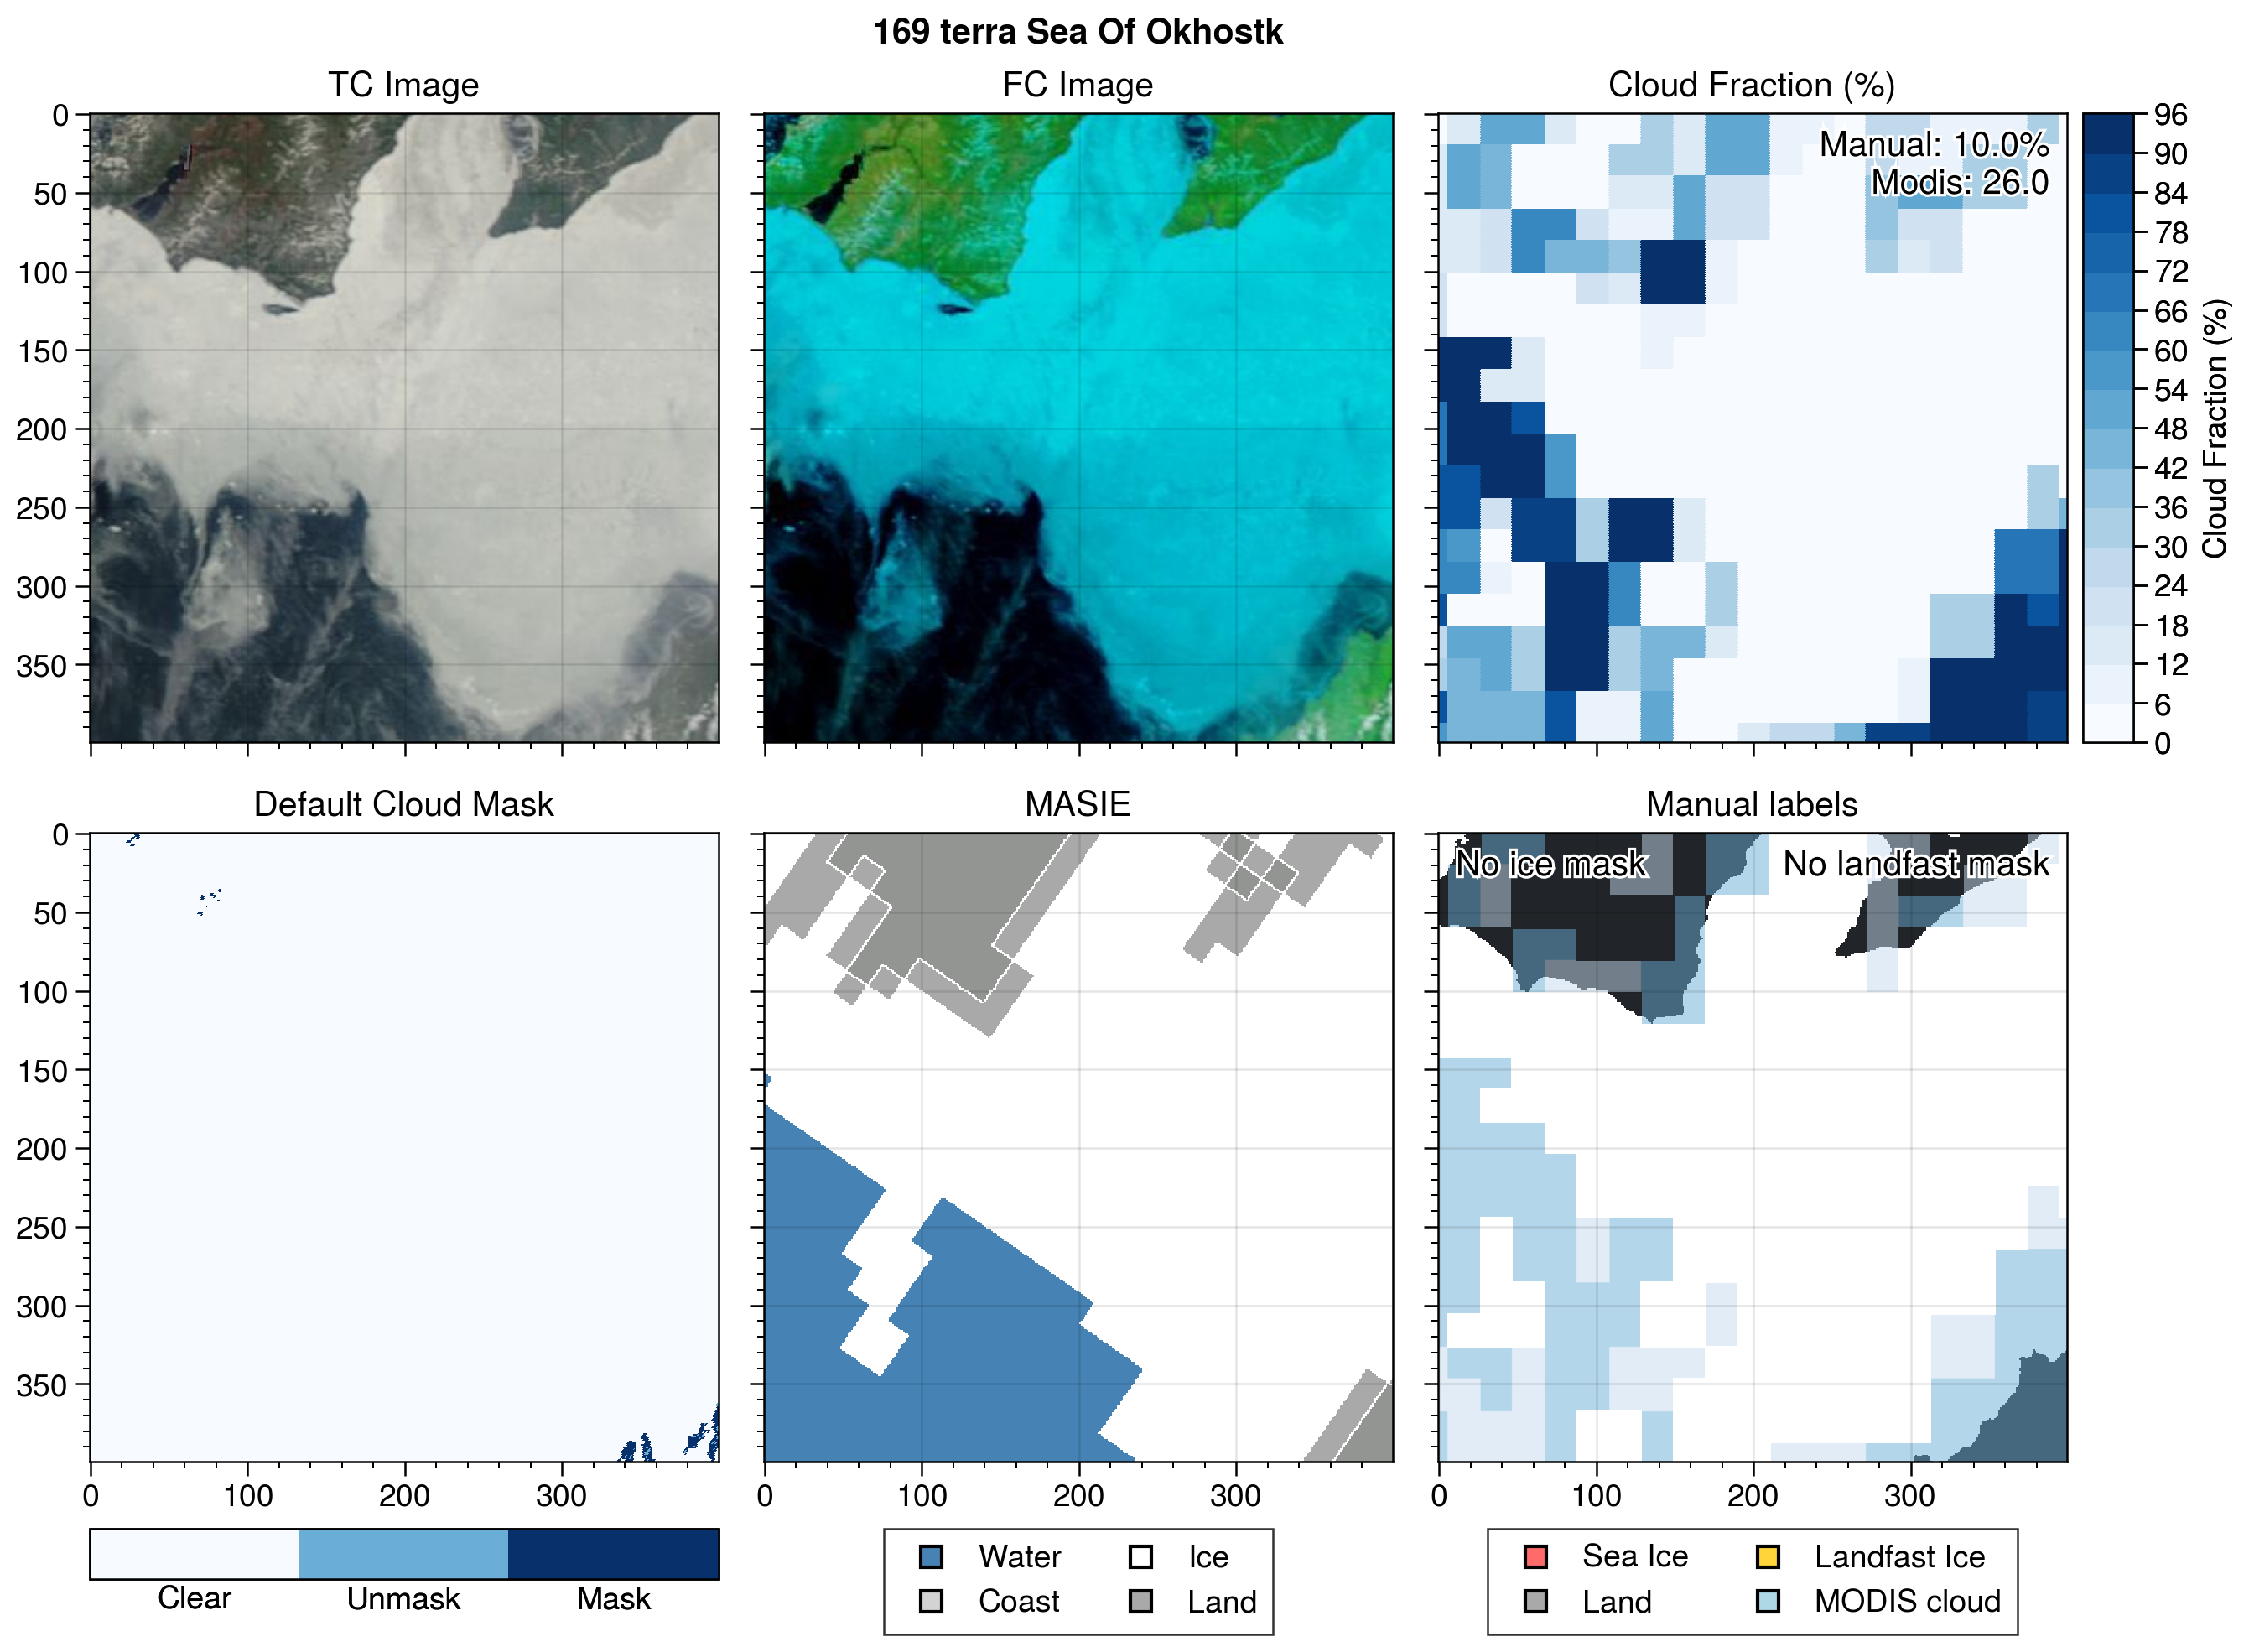 169 terra Sea Of Okhostk
TC Image
FC Image
Cloud Fraction (%)
0
50
100
150
200
250
300
350
Manual: 10.0%
Modis: 26.0
96
90
84
78
72
66
60
54
48
42
36
30
24
18
12
6
0
Cloud Fraction (%)
Default Cloud Mask
MASIE
Manual labels
0
50
100
150
200
250
300
350
No ice mask
No landfast mask
0 100 200 300
0 100 200 300
0 100 200 300
Clear Unmask Mask
Water Ice
Coast Land
Sea Ice Landfast Ice
Land MODIS cloud